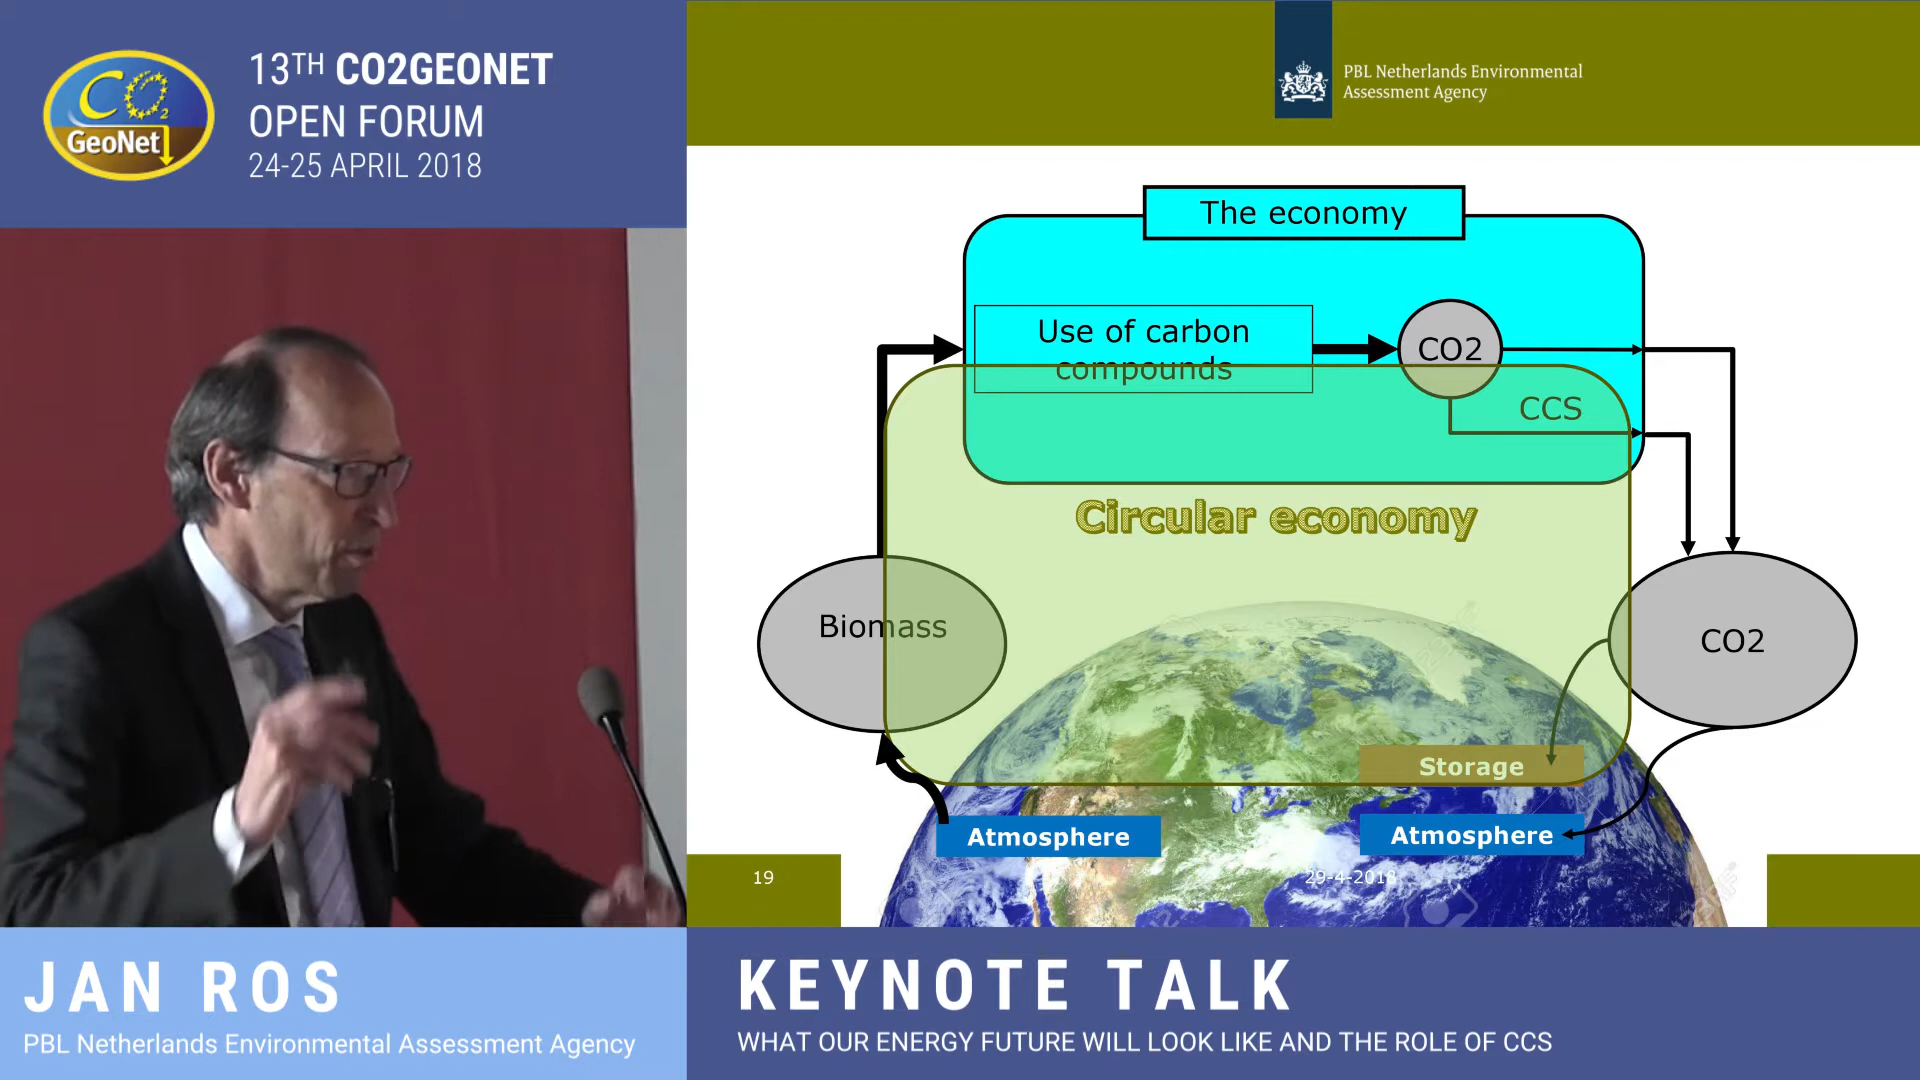 CO2
GeoNet
13TH CO2GEONET
OPEN FORUM
24-25 APRIL 2018
PBL Netherlands Environmental
Assessment Agency
The economy
Use of carbon
compounds
CO2
CCS
Circular economy
Biomass
CO2
Storage
Atmosphere
Atmosphere
19
29-4-2018
JAN ROS
PBL Netherlands Environmental Assessment Agency
KEYNOTE TALK
WHAT OUR ENERGY FUTURE WILL LOOK LIKE AND THE ROLE OF CCS